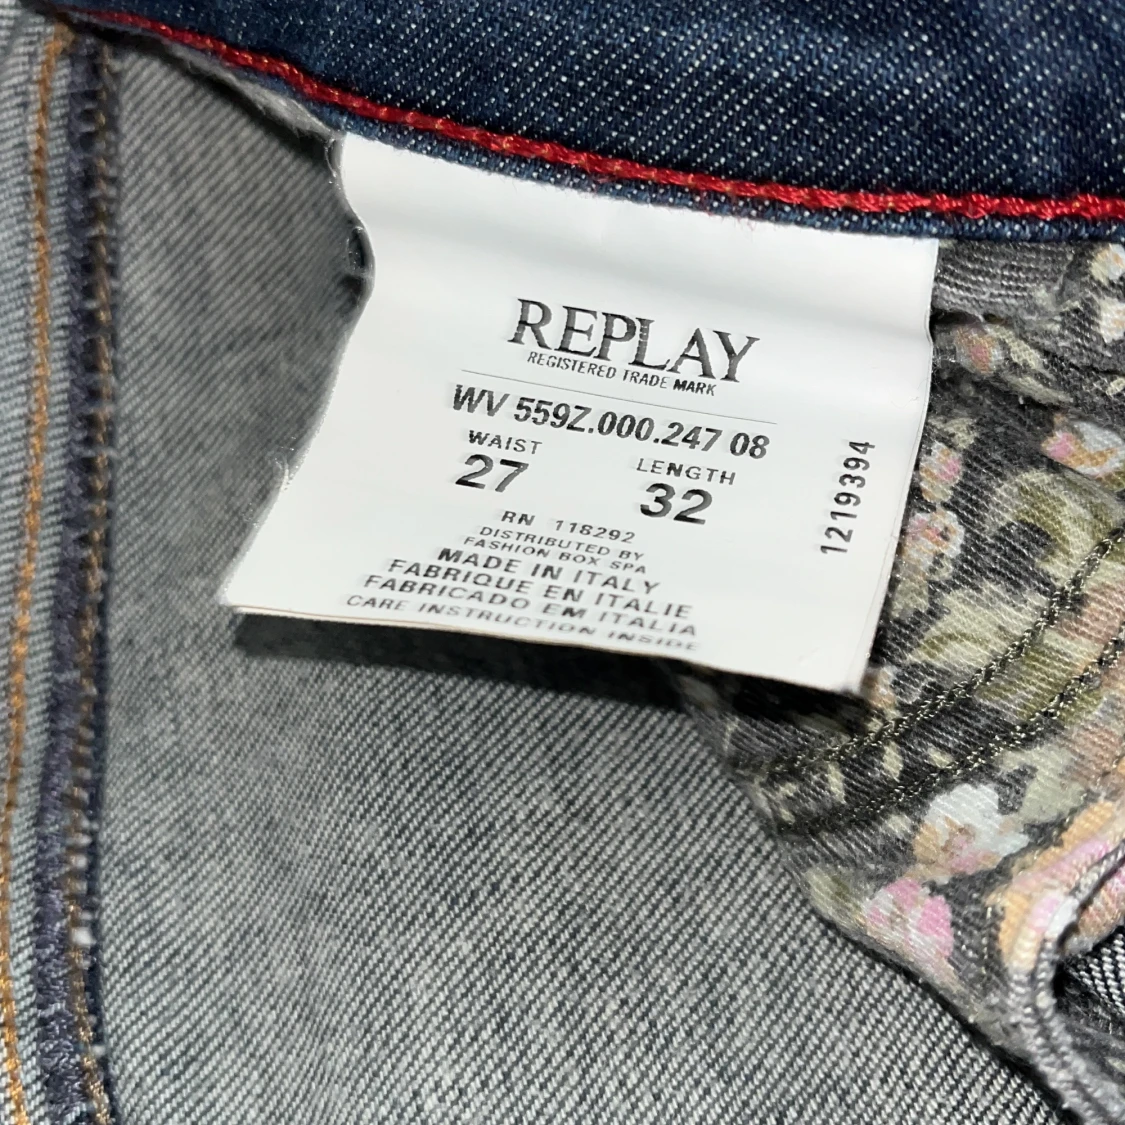 REPLAY
REGISTERED TRADE MARK
WV 559Z.000.247 08
WAIST LENGTH
27 32
RN 118292
DISTRIBUTED BY
FASHION BOX SPA
MADE IN ITALY
FABRIQUE EN ITALIE
FABRICADO EM ITALIA
CARE INSTRUCTION INSIDE
1219394